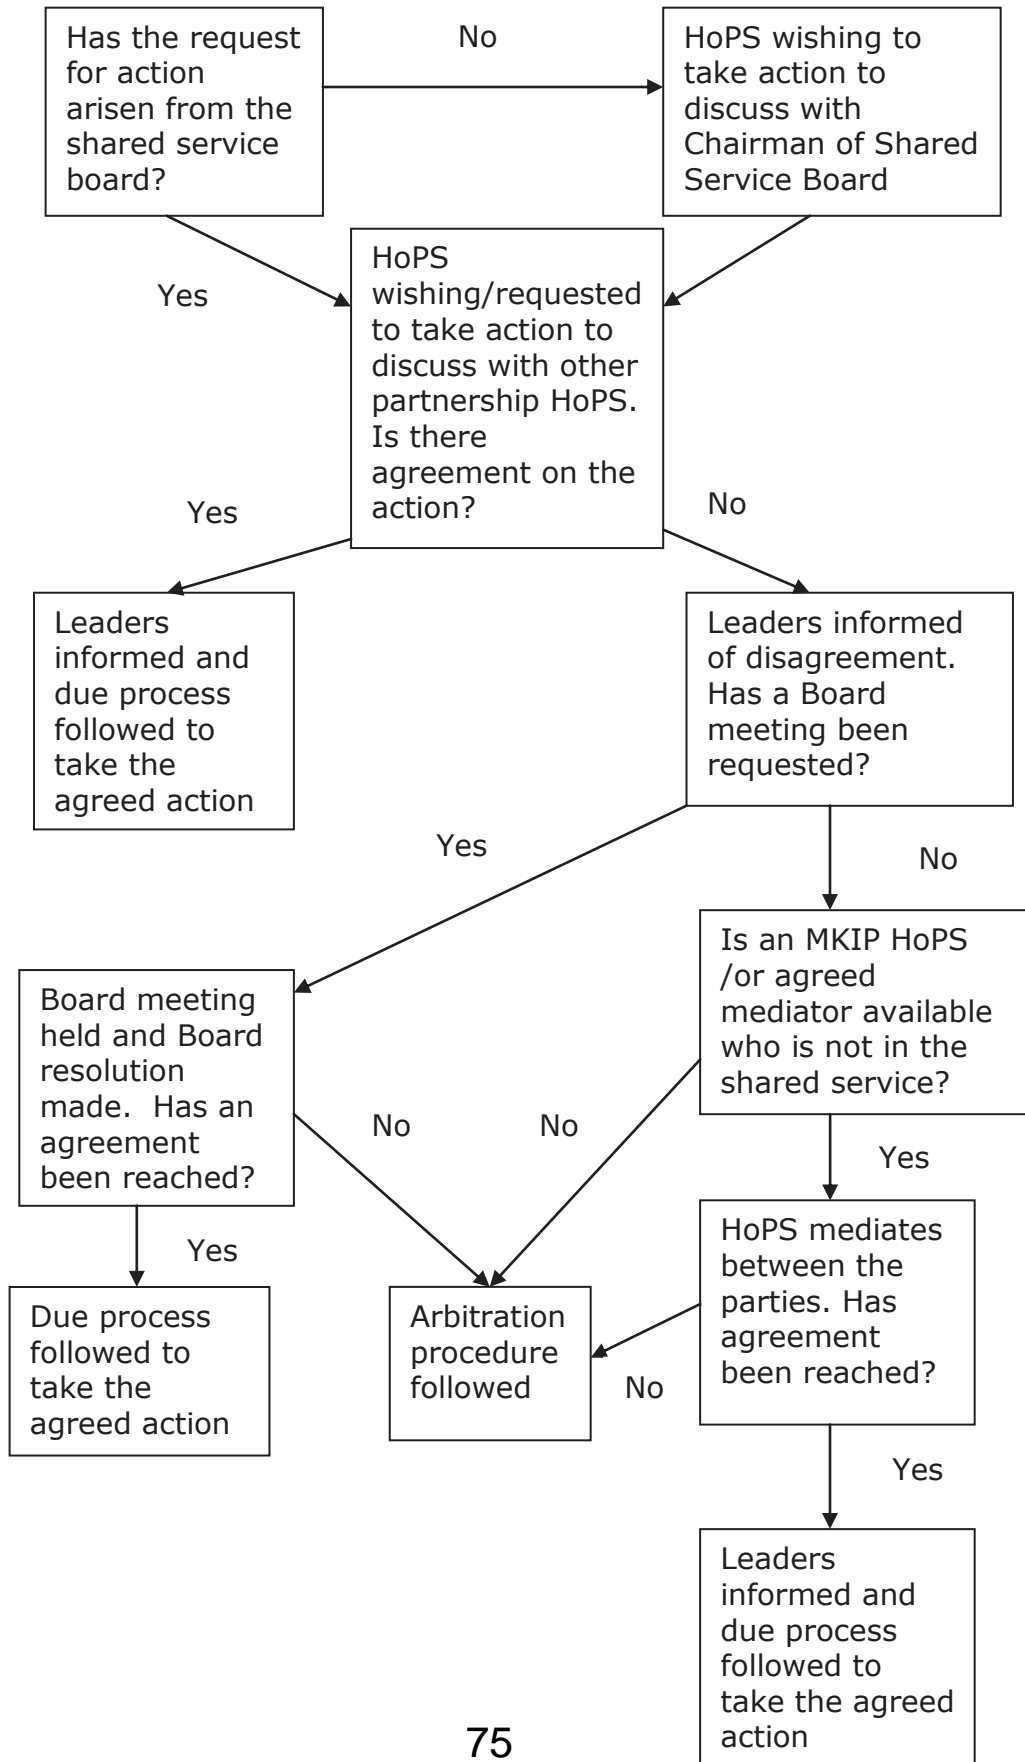 Has the request
for action
arisen from the
shared service
board?
No
HoPS wishing to
take action to
discuss with
Chairman of Shared
Service Board
Yes
HoPS
wishing/requested
to take action to
discuss with other
partnership HoPS.
Is there
agreement on the
action?
Yes
No
Leaders
informed and
due process
followed to
take the
agreed action
Leaders informed
of disagreement.
Has a Board
meeting been
requested?
Yes
No
Board meeting
held and Board
resolution
made.  Has an
agreement
been reached?
Is an MKIP HoPS
/or agreed
mediator available
who is not in the
shared service?
No
No
Yes
Yes
Due process
followed to
take the
agreed action
Arbitration
procedure
followed
HoPS mediates
between the
parties. Has
agreement
been reached?
No
Yes
Leaders
informed and
due process
followed to
take the agreed
action
75